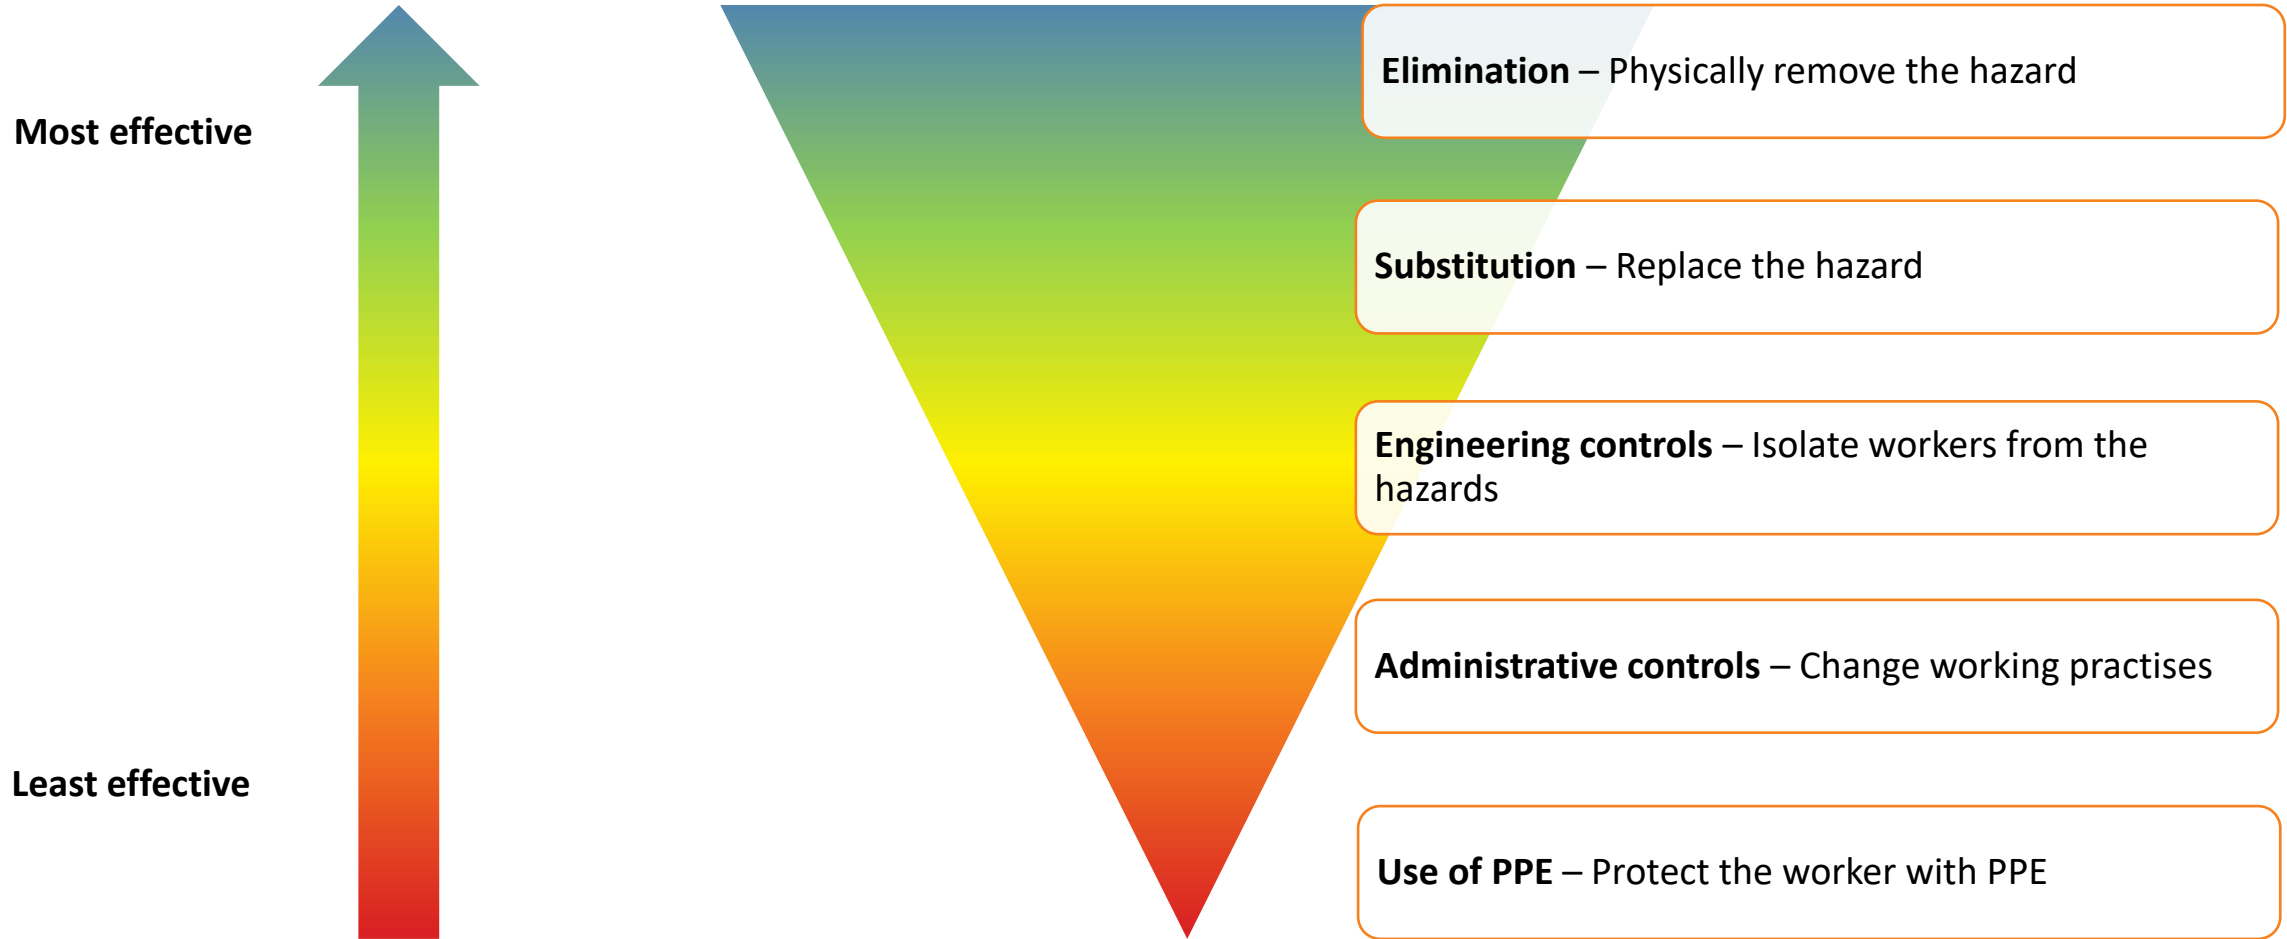 Elimination – Physically remove the hazard
Most effective
Substitution – Replace the hazard
Engineering controls – Isolate workers from the
hazards
Administrative controls – Change working practises
Least effective
Use of PPE – Protect the worker with PPE